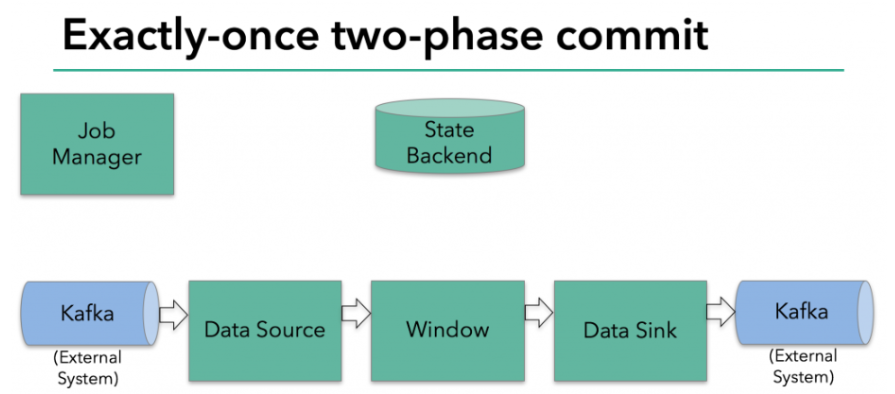 Exactly-once two-phase commit
Job
Manager
State
Backend
Kafka
(External
System)
Data Source
Window
Data Sink
Kafka
(External
System)